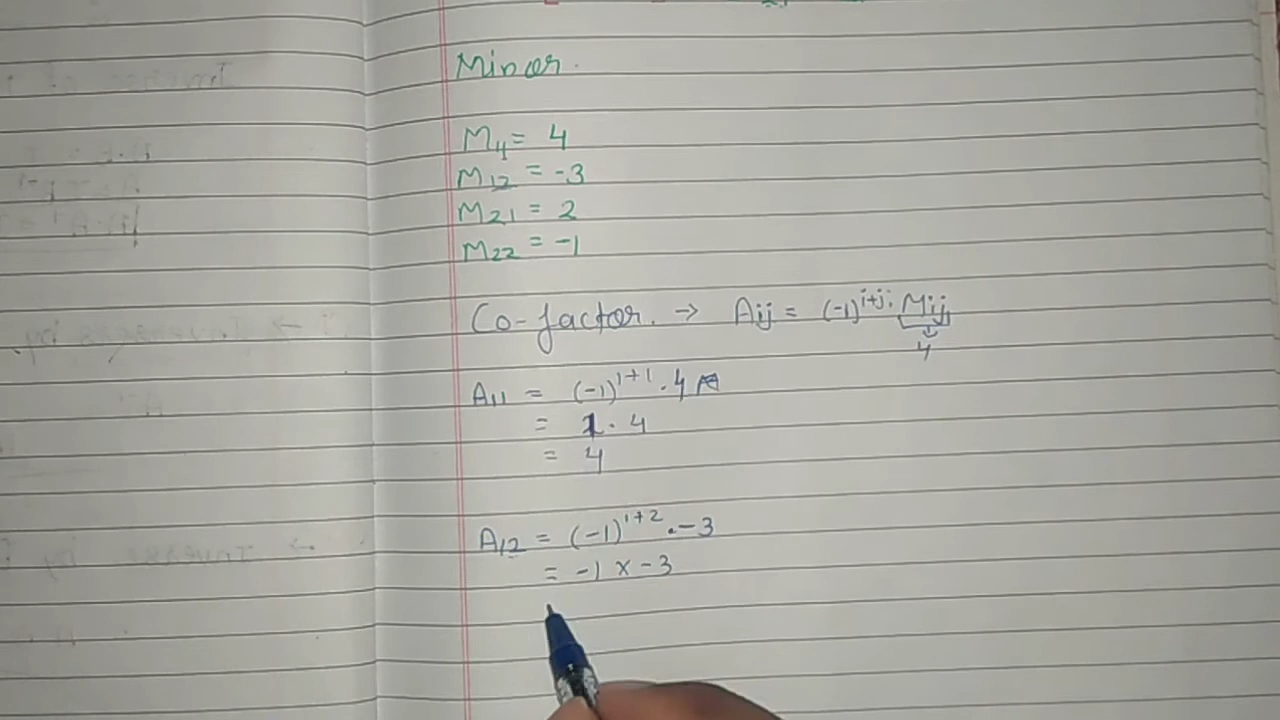 Minor.
M₁₁ = 4
M₁₂ = -3
M₂₁ = 2
M₂₂ = -1
Co-factor. → Aij = (-1)^i+j . Mij
4
A₁₁ = (-1)^1+1 . 4
= 1 . 4
= 4
A₁₂ = (-1)^1+2 . -3
= -1 x -3